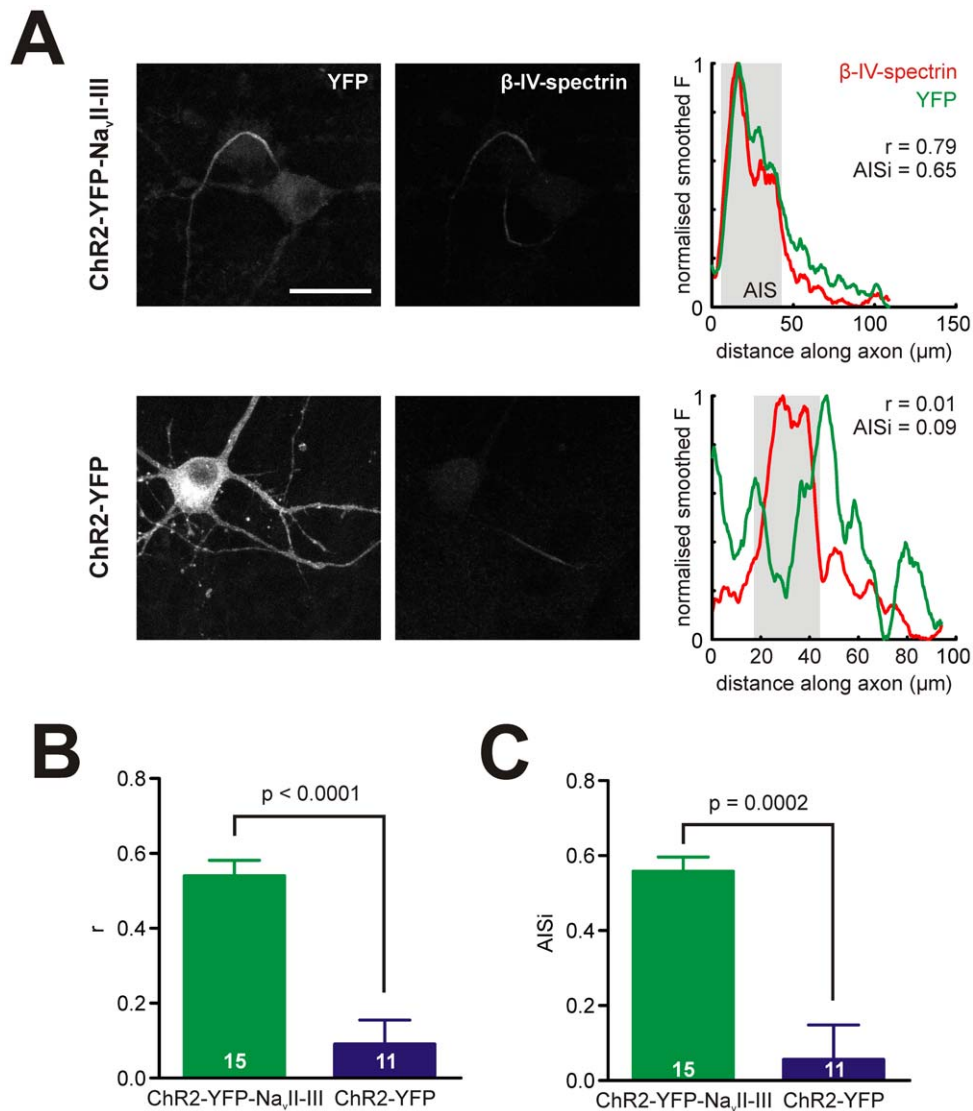 A
ChR2-YFP-NavII-III
YFP
β-IV-spectrin
normalised smoothed F
1
0
β-IV-spectrin
YFP
r = 0.79
AISi = 0.65
AIS
0 50 100 150
distance along axon (µm)
ChR2-YFP
normalised smoothed F
1
0
r = 0.01
AISi = 0.09
0 20 40 60 80 100
distance along axon (µm)
B
r
0.8
0.6
0.4
0.2
0.0
p < 0.0001
15
11
ChR2-YFP-NavII-III ChR2-YFP
C
AISi
0.8
0.6
0.4
0.2
0.0
p = 0.0002
15
11
ChR2-YFP-NavII-III ChR2-YFP